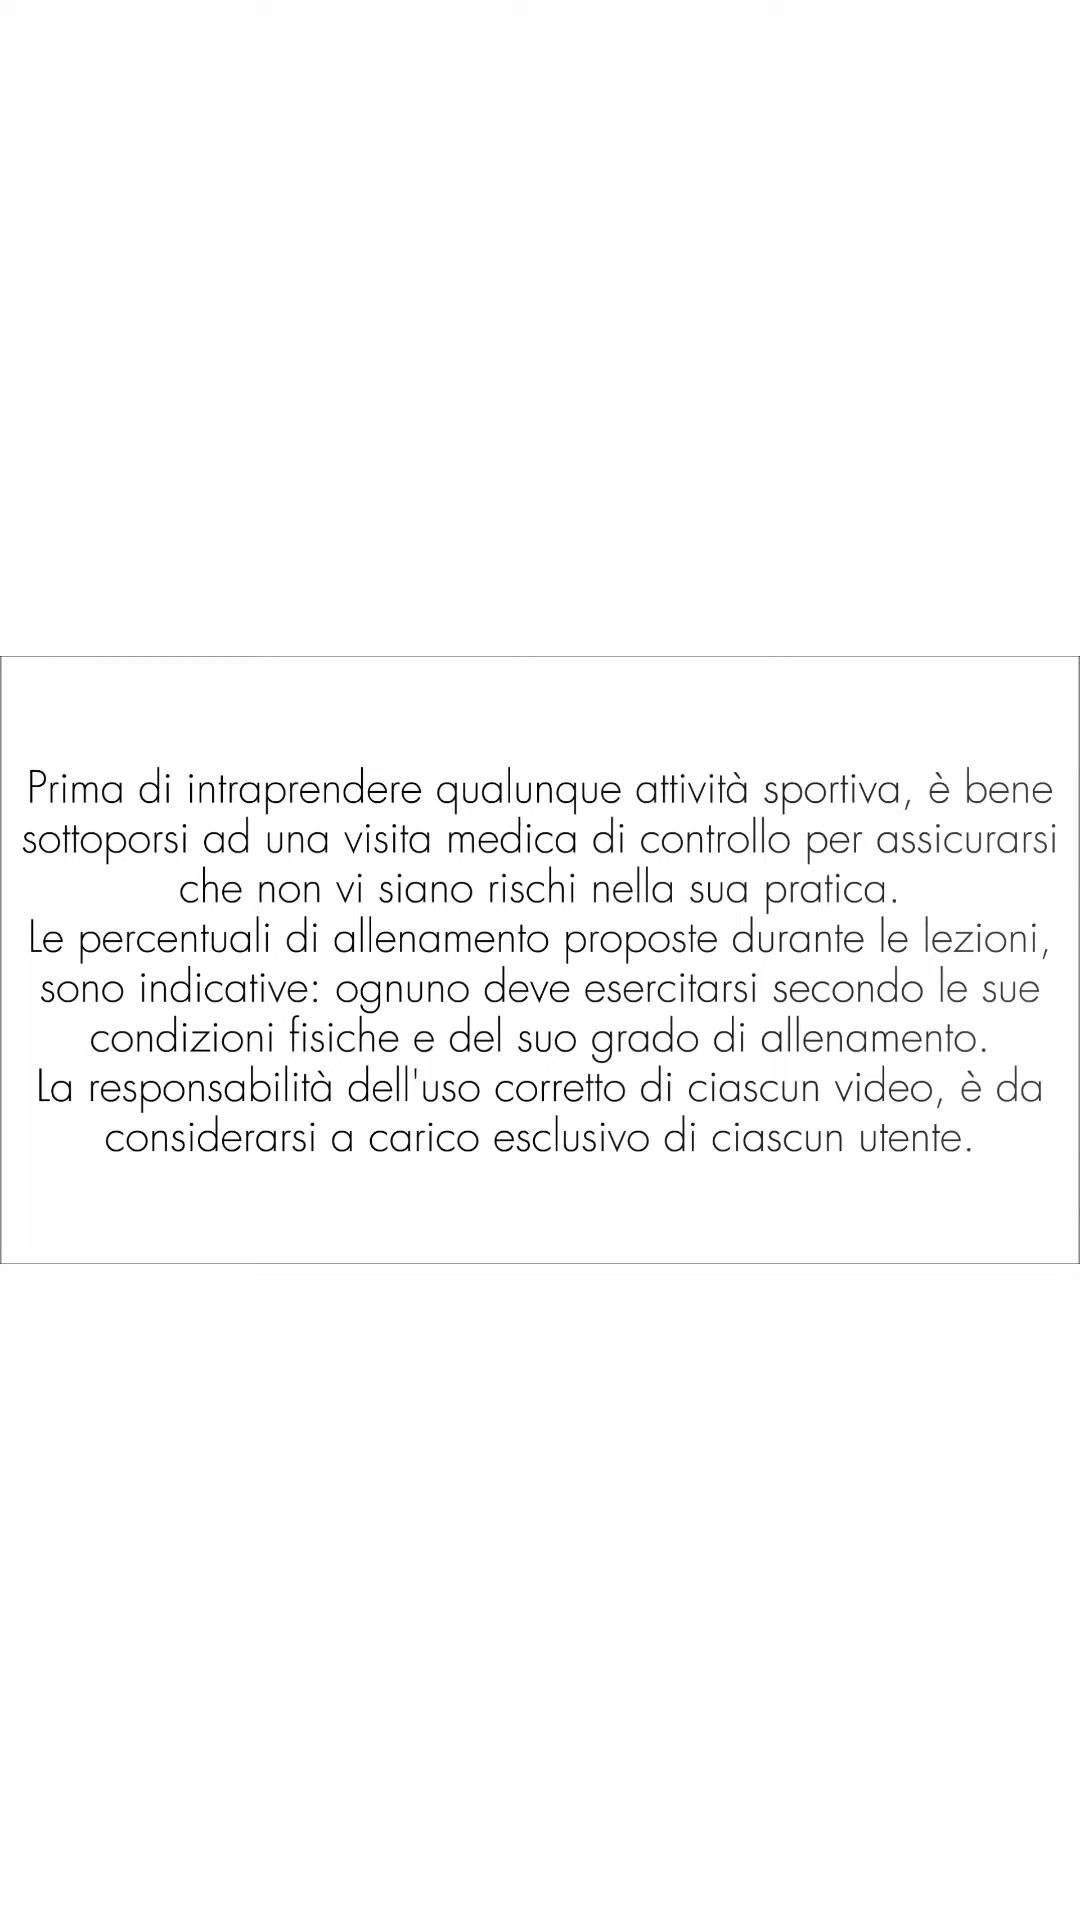 Prima di intraprendere qualunque attività sportiva, è bene
sottoporsi ad una visita medica di controllo per assicurarsi
che non vi siano rischi nella sua pratica.
Le percentuali di allenamento proposte durante le lezioni,
sono indicative: ognuno deve esercitarsi secondo le sue
condizioni fisiche e del suo grado di allenamento.
La responsabilità dell'uso corretto di ciascun video, è da
considerarsi a carico esclusivo di ciascun utente.